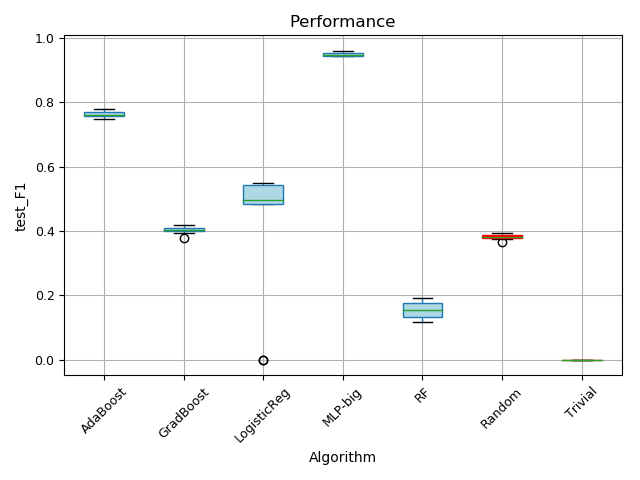 Performance
test_F1
1.0
0.8
0.6
0.4
0.2
0.0
AdaBoost
GradBoost
LogisticReg
MLP-big
RF
Random
Trivial
Algorithm